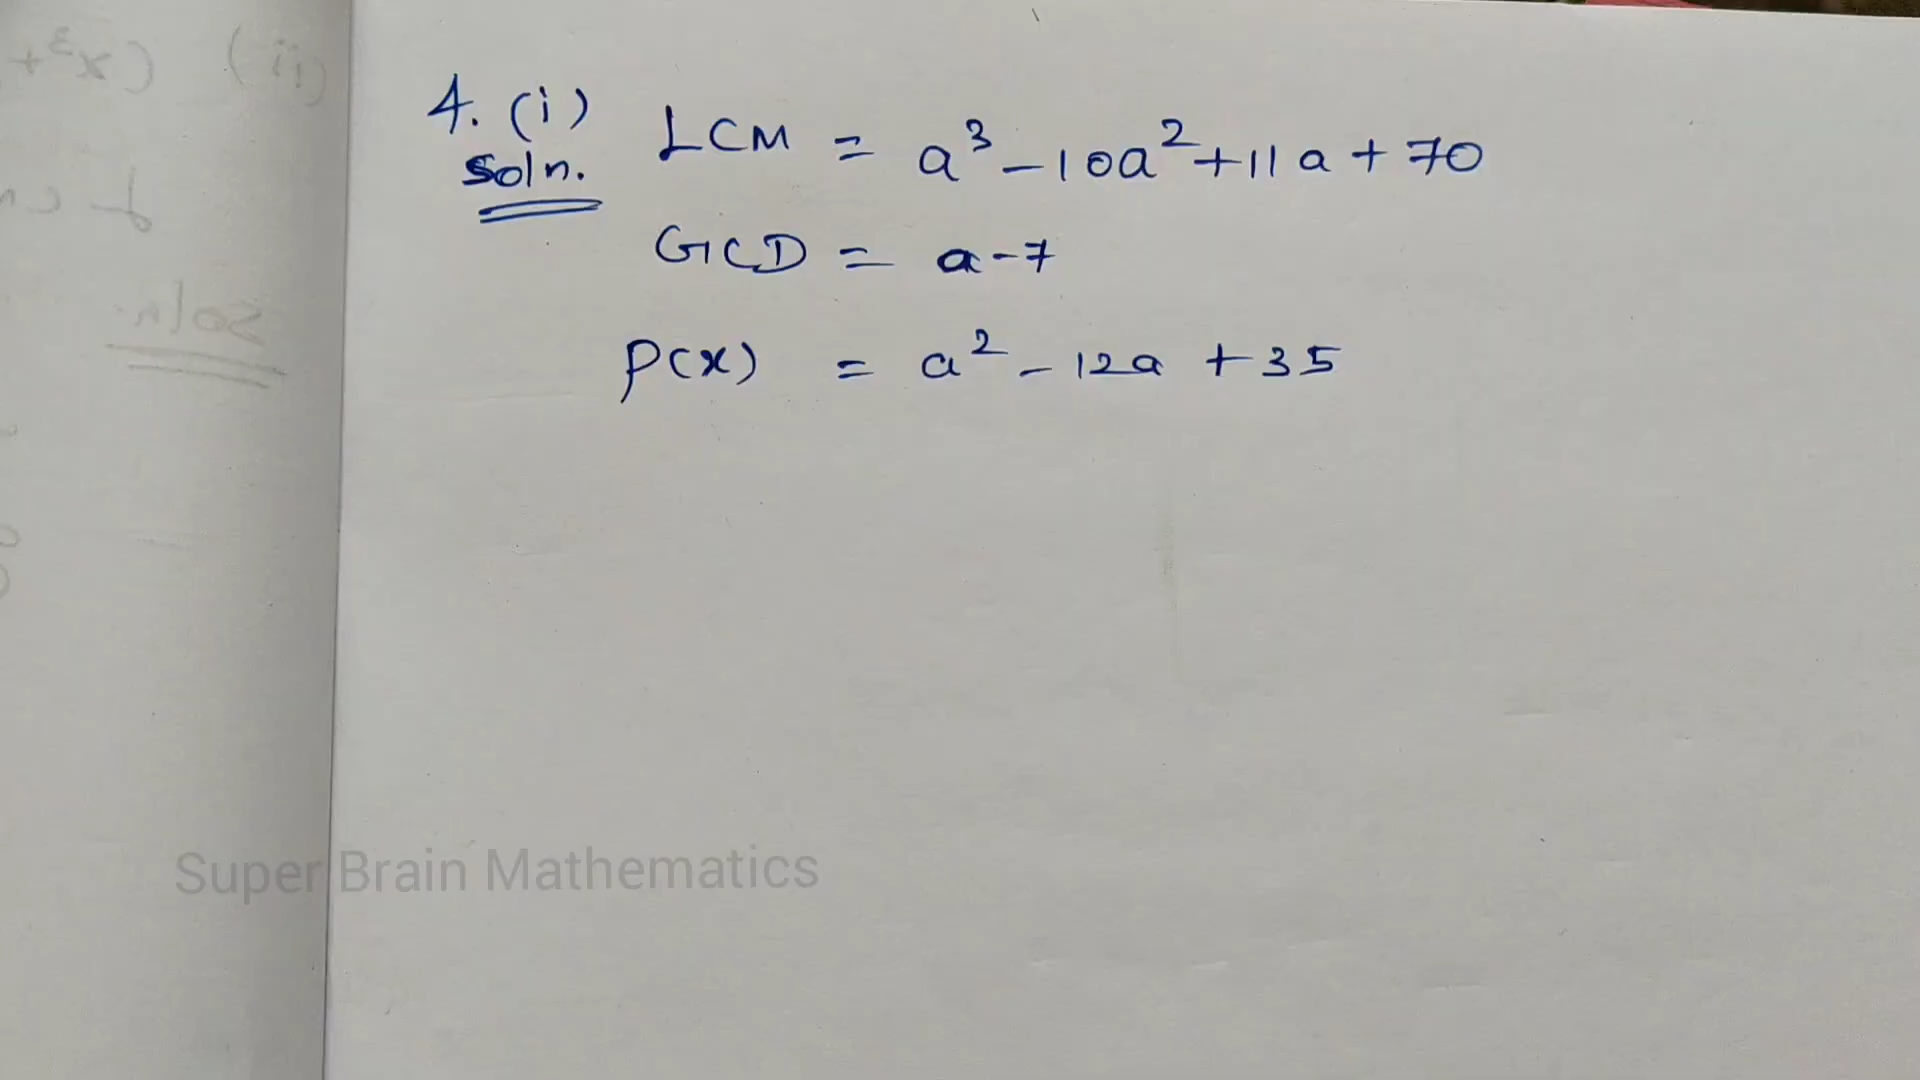 4. (i) LCM = a³ - 10a² + 11a + 70
Soln.
GCD = a - 7
P(x) = a² - 12a + 35
Super Brain Mathematics